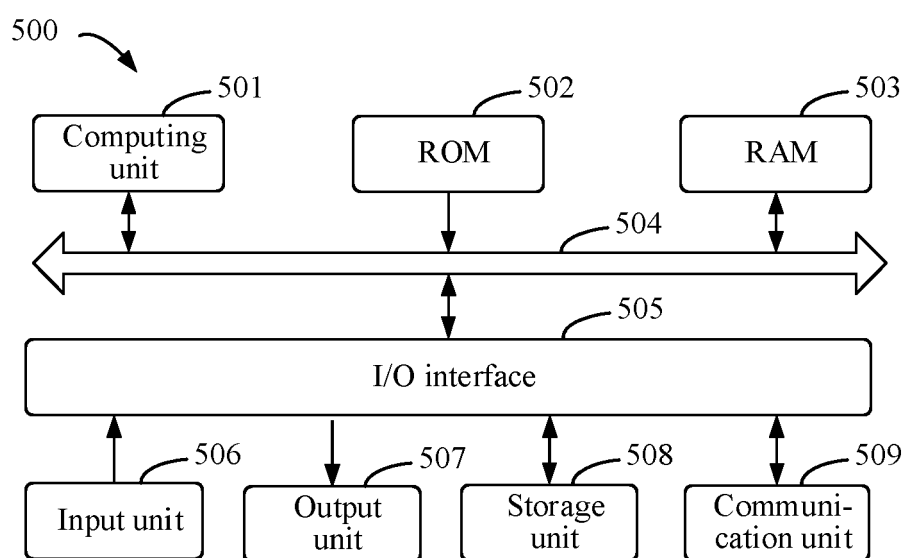 500
501
502
503
Computing
unit
ROM
RAM
504
505
I/O interface
506
507
508
509
Input unit
Output
unit
Storage
unit
Communi-
cation unit